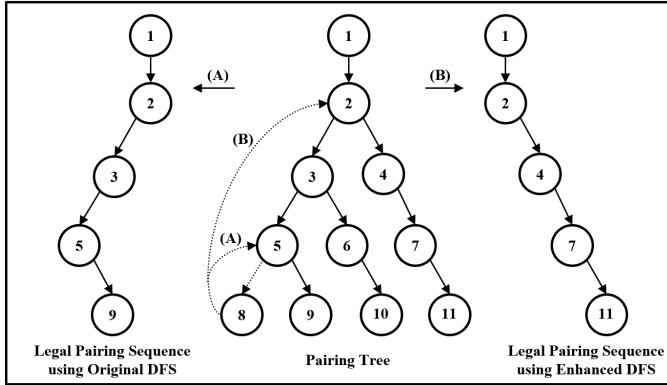 1
2
3
5
9
Legal Pairing Sequence
using Original DFS
(A)
1
2
3
4
5
6
7
8
9
10
11
(B)
(A)
Pairing Tree
(B)
1
2
4
7
11
Legal Pairing Sequence
using Enhanced DFS